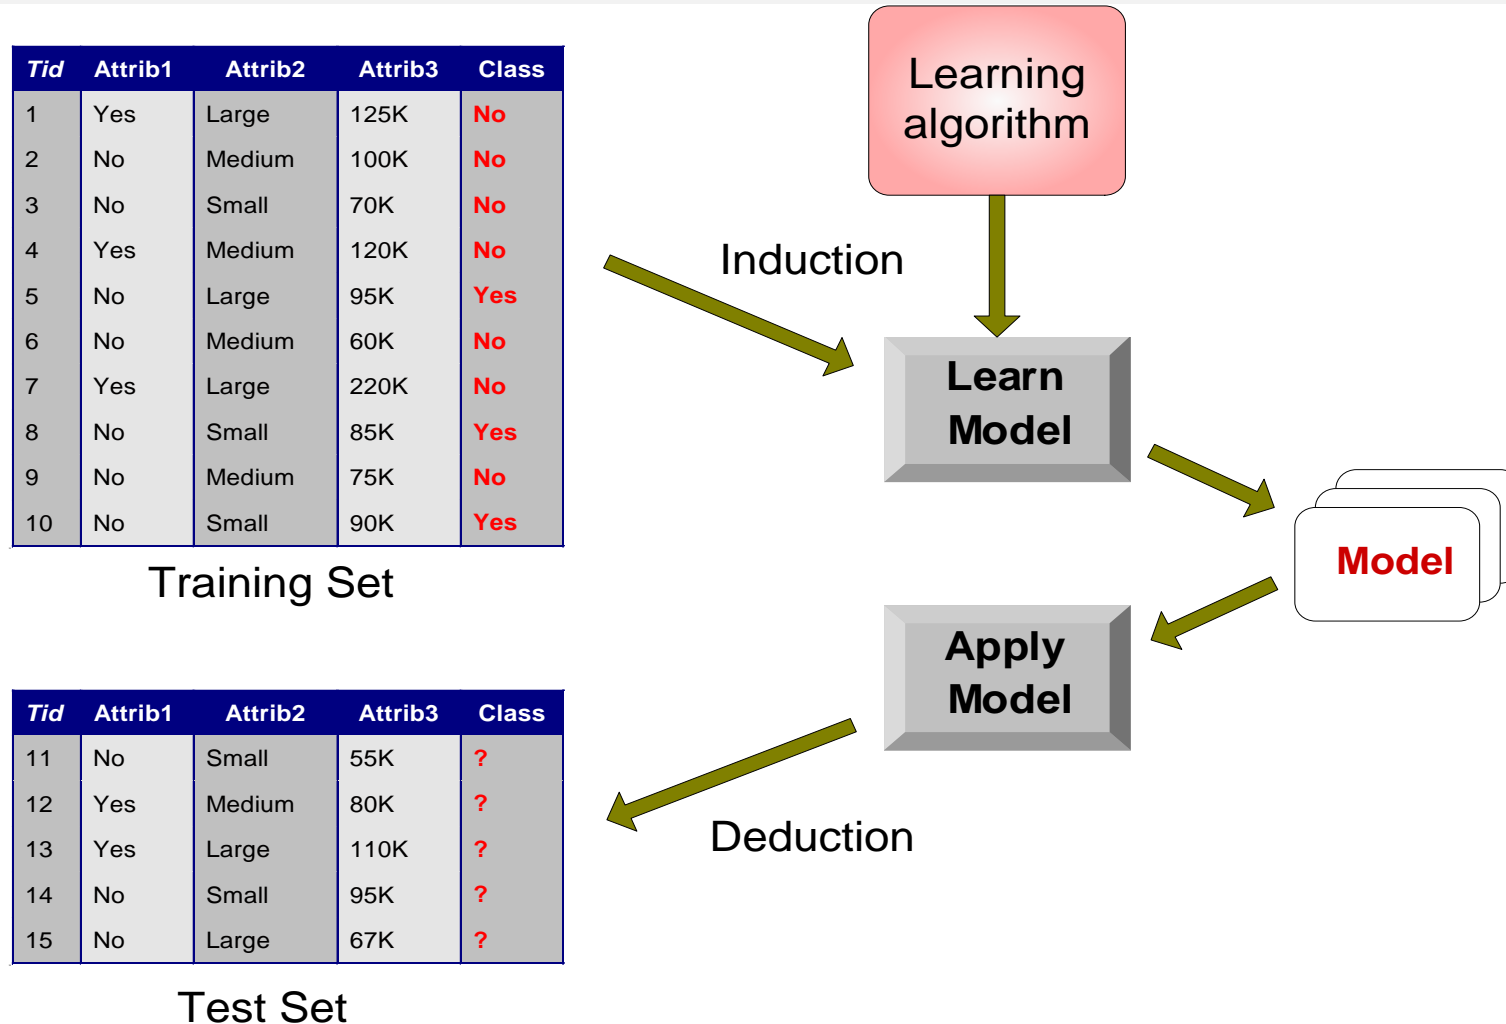 Tid Attrib1 Attrib2 Attrib3 Class
1 Yes Large 125K No
2 No Medium 100K No
3 No Small 70K No
4 Yes Medium 120K No
5 No Large 95K Yes
6 No Medium 60K No
7 Yes Large 220K No
8 No Small 85K Yes
9 No Medium 75K No
10 No Small 90K Yes
Training Set
Learning
algorithm
Induction
Learn
Model
Model
Apply
Model
Deduction
Tid Attrib1 Attrib2 Attrib3 Class
11 No Small 55K ?
12 Yes Medium 80K ?
13 Yes Large 110K ?
14 No Small 95K ?
15 No Large 67K ?
Test Set